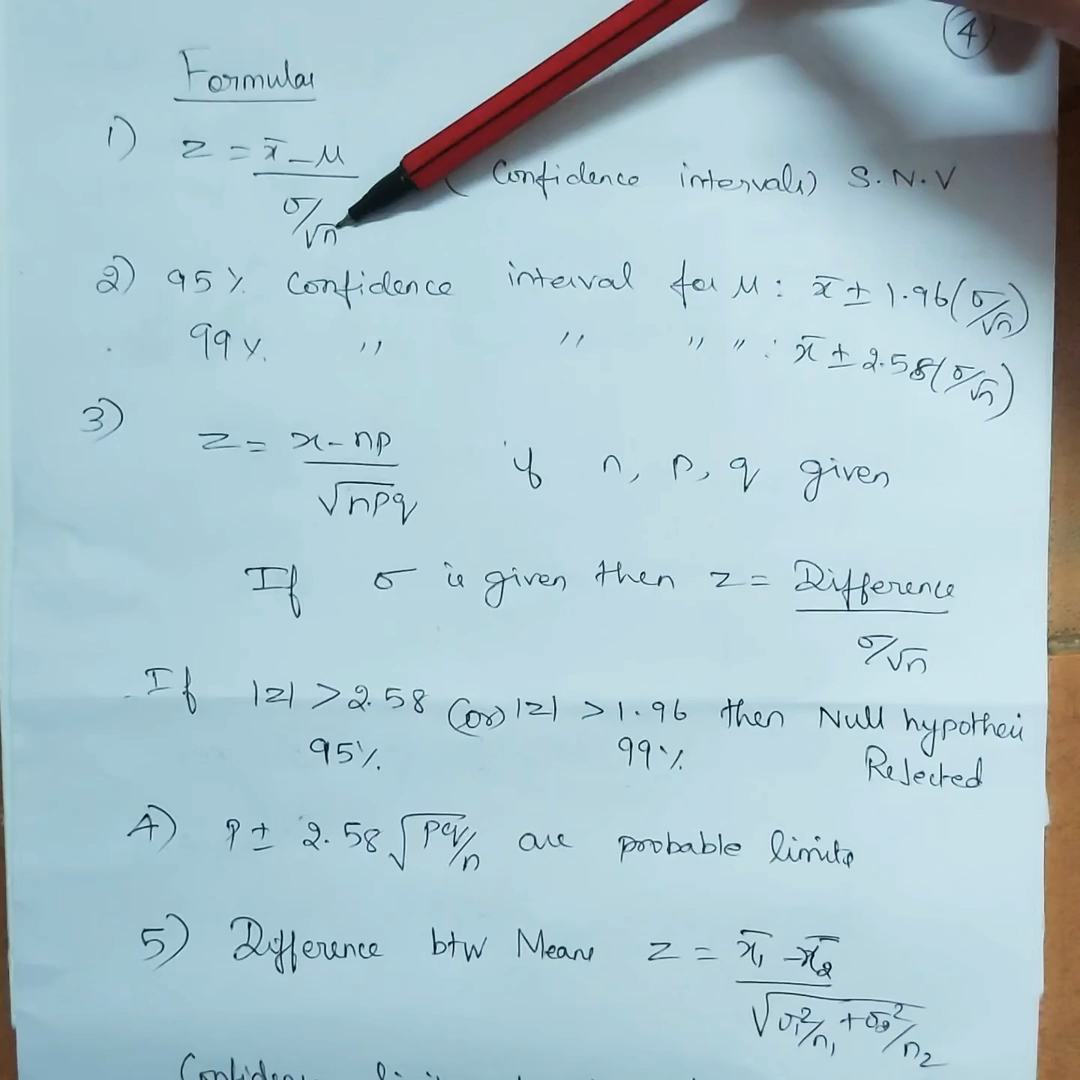 4
Formulas
1) z = x̄ - μ / σ/√n (Confidence intervals) S.N.V
2) 95% Confidence interval for μ : x̄ ± 1.96(σ/√n)
99% '' '' '' '' : x̄ ± 2.58(σ/√n)
3) z = x - np / √npq if n, p, q given
If σ is given then z = Difference / σ/√n
If |z| > 2.58 (or) |z| > 1.96 then Null hypothesis
95% 99% Rejected
4) p ± 2.58 √pq/n are probable limits
5) Difference btw Means z = x̄₁ - x̄₂ / √σ₁²/n₁ + σ₂²/n₂